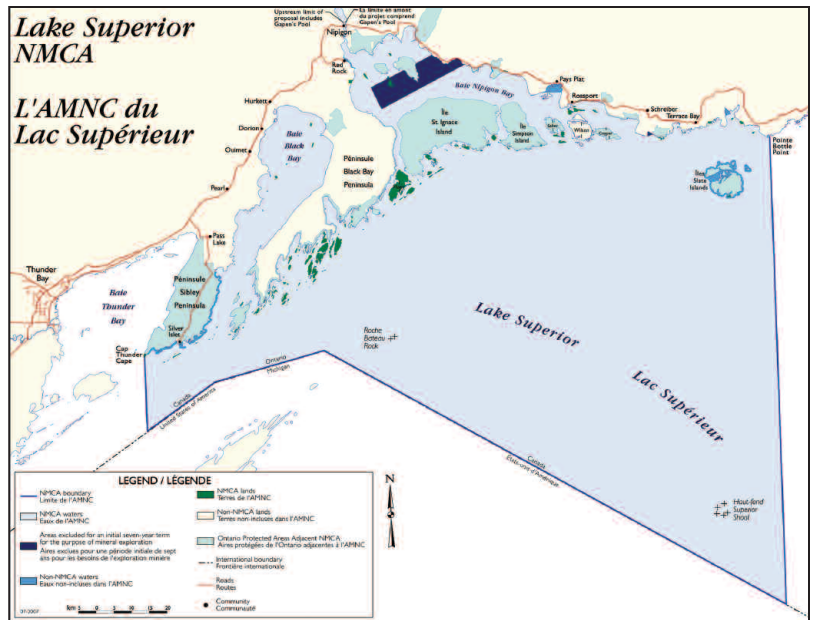 Lake Superior
NMCA
L'AMNC du
Lac Supérieur
Upstream limit of
proposal includes
Gapen's Pool
La limite en amont
du projet comprend
Gapen's Pool
Nipigon
Red
Rock
Baie Nipigon Bay
Pays Plat
Rossport
Schreiber
Terrace Bay
Pointe
Bottle
Point
Hurkett
Dorion
Ouimet
Pearl
Pass
Lake
Baie
Black
Bay
Péninsule
Black Bay
Peninsula
Île
St. Ignace
Island
Île
Simpson
Island
Wilson
Îles
Slate
Islands
Thunder
Bay
Baie
Thunder
Bay
Péninsule
Sibley
Peninsula
Silver
Islet
Cap
Thunder
Cape
Roche
Bateau
Rock
Lake Superior
Lac Supérieur
Ontario
Michigan
Canada
United States of America
Canada
États-unis d'Amérique
Haut-fond
Superior
Shoal
N
LEGEND / LÉGENDE
NMCA boundary
Limite de l'AMNC
NMCA waters
Eaux de l'AMNC
Areas excluded for an initial seven-year term
for the purpose of mineral exploration
Aires exclues pour une période initiale de sept
ans pour les besoins de l'exploration minière
Non-NMCA waters
Eaux non-incluses dans l'AMNC
NMCA lands
Terres de l'AMNC
Non-NMCA lands
Terres non-incluses dans l'AMNC
Ontario Protected Areas Adjacent NMCA
Aires protégées de l'Ontario adjacentes à l'AMNC
International boundary
Frontière internationale
Roads
Routes
Community
Communauté
km 5 0 5 10 15 20